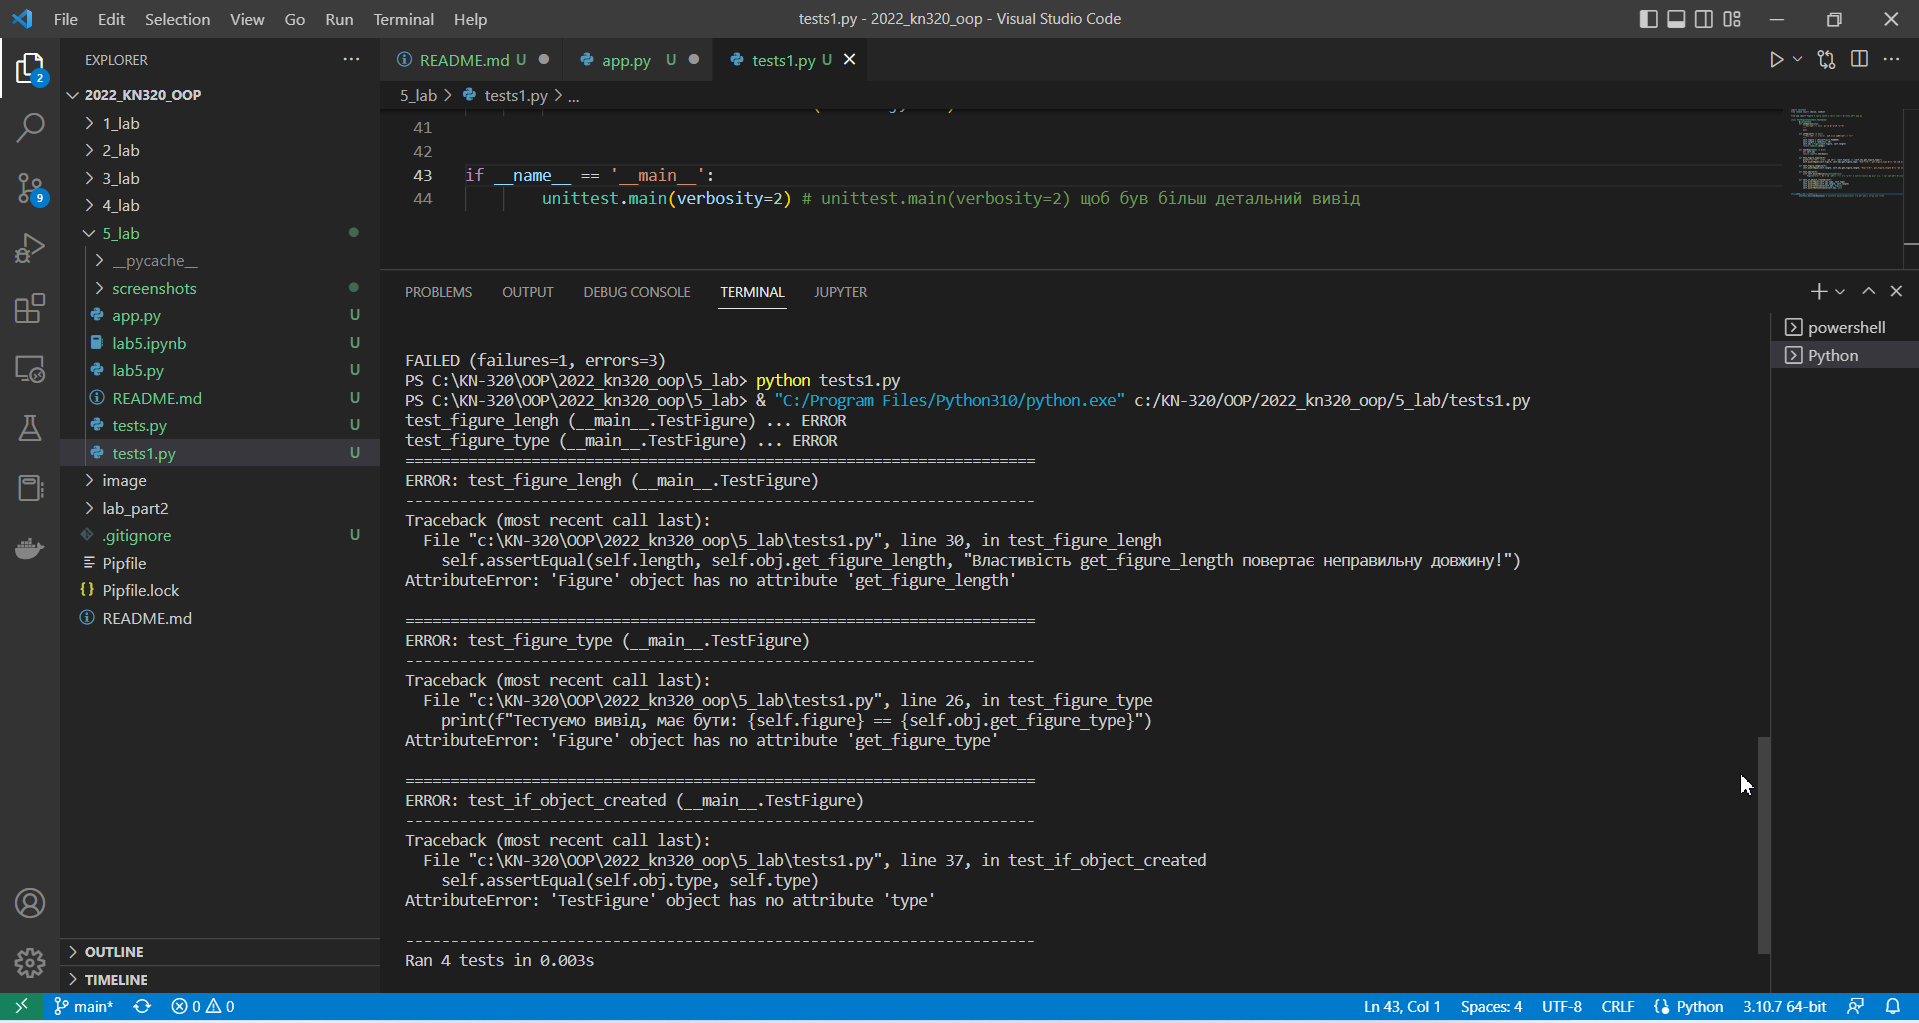 File Edit Selection View Go Run Terminal Help
tests1.py - 2022_kn320_oop - Visual Studio Code
EXPLORER
README.md U
app.py U
tests1.py U
2022_KN320_OOP
1_lab
2_lab
3_lab
4_lab
5_lab
__pycache__
screenshots
app.py U
lab5.ipynb U
lab5.py U
README.md U
tests.py U
tests1.py U
image
lab_part2
.gitignore U
Pipfile
Pipfile.lock
README.md
OUTLINE
TIMELINE
2
9
5_lab > tests1.py > ...
41
42
43 if __name__ == '__main__':
44 unittest.main(verbosity=2) # unittest.main(verbosity=2) щоб був більш детальний вивід
PROBLEMS OUTPUT DEBUG CONSOLE TERMINAL JUPYTER
powershell
Python
FAILED (failures=1, errors=3)
PS C:\KN-320\OOP\2022_kn320_oop\5_lab> python tests1.py
PS C:\KN-320\OOP\2022_kn320_oop\5_lab> & "C:/Program Files/Python310/python.exe" c:/KN-320/OOP/2022_kn320_oop/5_lab/tests1.py
test_figure_lengh (__main__.TestFigure) ... ERROR
test_figure_type (__main__.TestFigure) ... ERROR
======================================================================
ERROR: test_figure_lengh (__main__.TestFigure)
----------------------------------------------------------------------
Traceback (most recent call last):
File "c:\KN-320\OOP\2022_kn320_oop\5_lab\tests1.py", line 30, in test_figure_lengh
self.assertEqual(self.length, self.obj.get_figure_length, "Властивість get_figure_length повертає неправильну довжину!")
AttributeError: 'Figure' object has no attribute 'get_figure_length'
======================================================================
ERROR: test_figure_type (__main__.TestFigure)
----------------------------------------------------------------------
Traceback (most recent call last):
File "c:\KN-320\OOP\2022_kn320_oop\5_lab\tests1.py", line 26, in test_figure_type
print(f"Тестуємо вивід, має бути: {self.figure} == {self.obj.get_figure_type}")
AttributeError: 'Figure' object has no attribute 'get_figure_type'
======================================================================
ERROR: test_if_object_created (__main__.TestFigure)
----------------------------------------------------------------------
Traceback (most recent call last):
File "c:\KN-320\OOP\2022_kn320_oop\5_lab\tests1.py", line 37, in test_if_object_created
self.assertEqual(self.obj.type, self.type)
AttributeError: 'TestFigure' object has no attribute 'type'
----------------------------------------------------------------------
Ran 4 tests in 0.003s
main* 0 0
Ln 43, Col 1 Spaces: 4 UTF-8 CRLF Python 3.10.7 64-bit